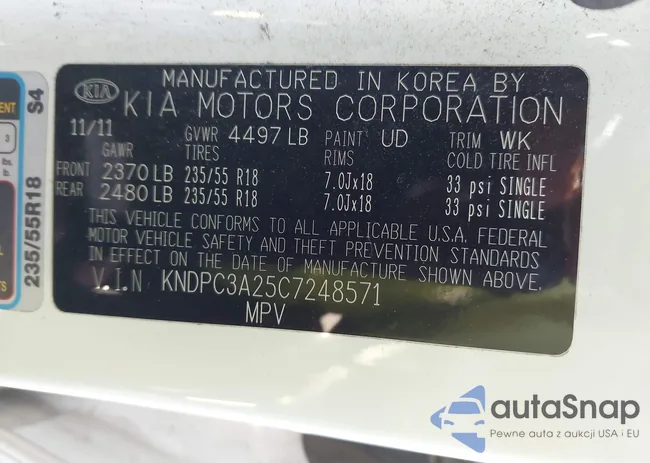 MANUFACTURED IN KOREA BY
KIA KIA MOTORS CORPORATION
11/11 GVWR 4497 LB PAINT UD TRIM WK
GAWR TIRES RIMS COLD TIRE INFL
FRONT 2370 LB 235/55 R18 7.0Jx18 33 psi SINGLE
REAR 2480 LB 235/55 R18 7.0Jx18 33 psi SINGLE
THIS VEHICLE CONFORMS TO ALL APPLICABLE U.S.A. FEDERAL
MOTOR VEHICLE SAFETY AND THEFT PREVENTION STANDARDS
IN EFFECT ON THE DATE OF MANUFACTURE SHOWN ABOVE.
V.I.N KNDPC3A25C7248571
MPV
235/55R18 S4
3
lbs.
autaSnap
Pewne auta z aukcji USA i EU